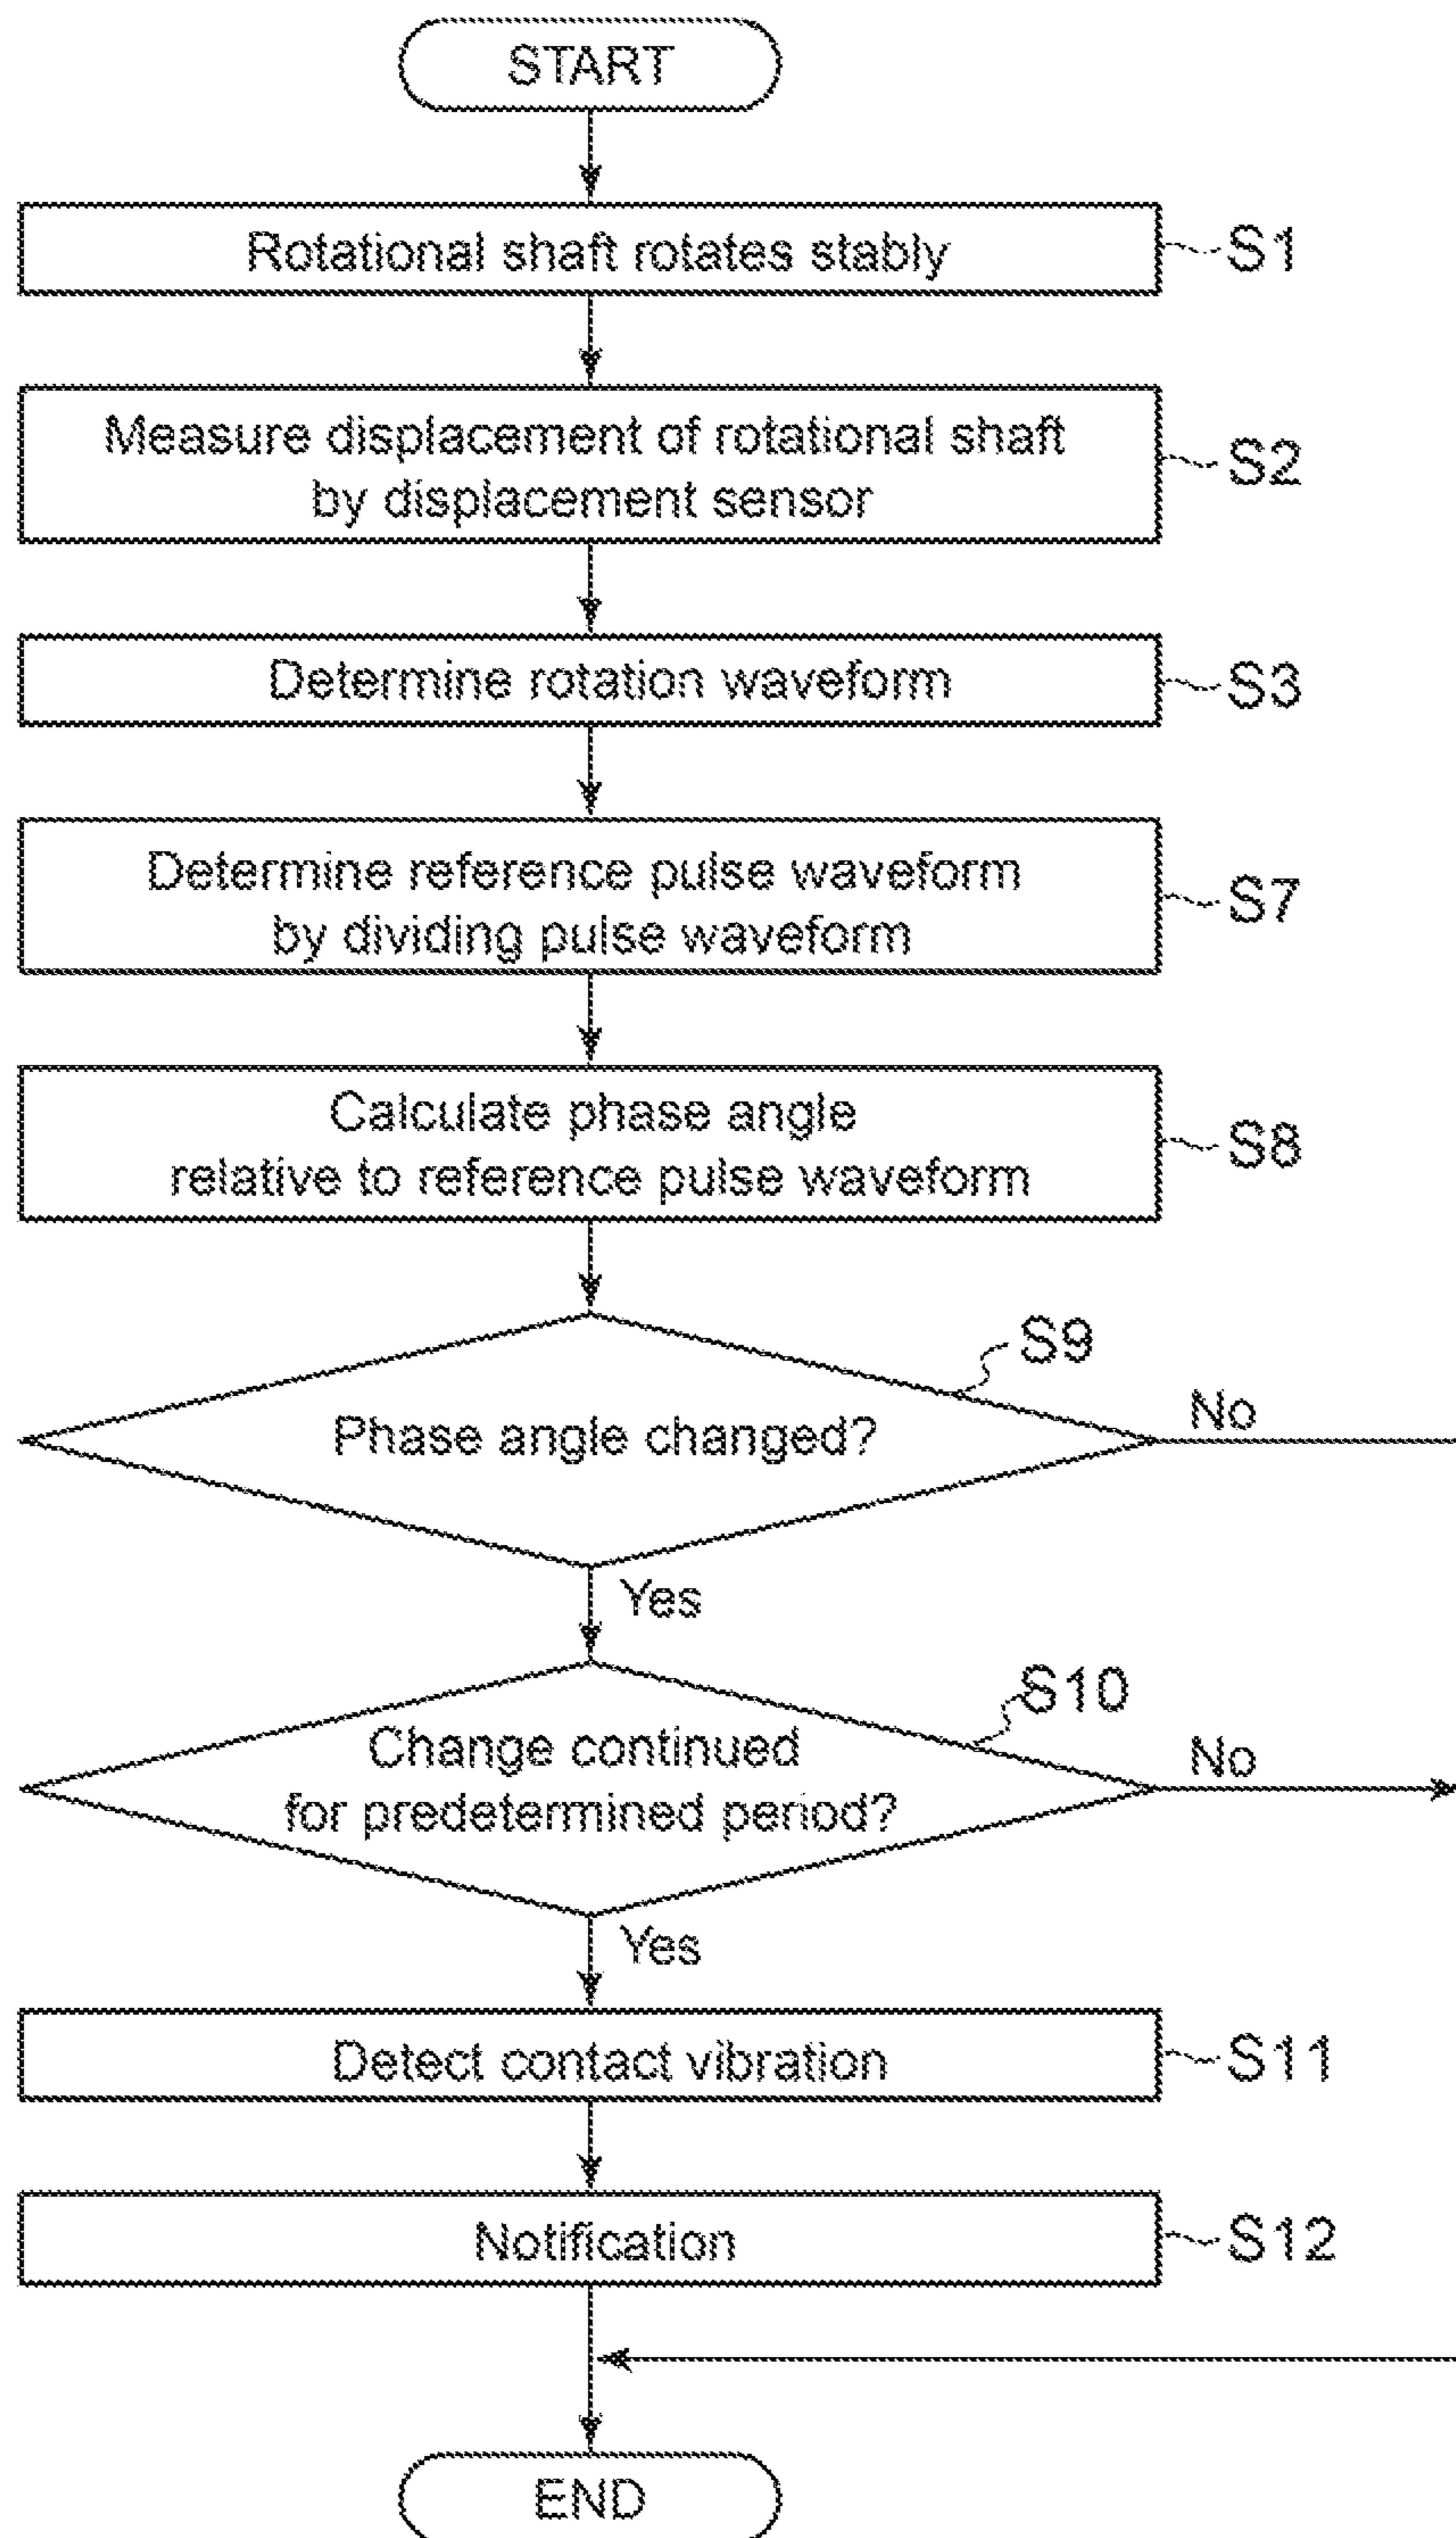 START
Rotational shaft rotates stably
S1
Measure displacement of rotational shaft
by displacement sensor
S2
Determine rotation waveform
S3
Determine reference pulse waveform
by dividing pulse waveform
S7
Calculate phase angle
relative to reference pulse waveform
S8
S9
Phase angle changed?
No
Yes
S10
Change continued
for predetermined period?
No
Yes
Detect contact vibration
S11
Notification
S12
END